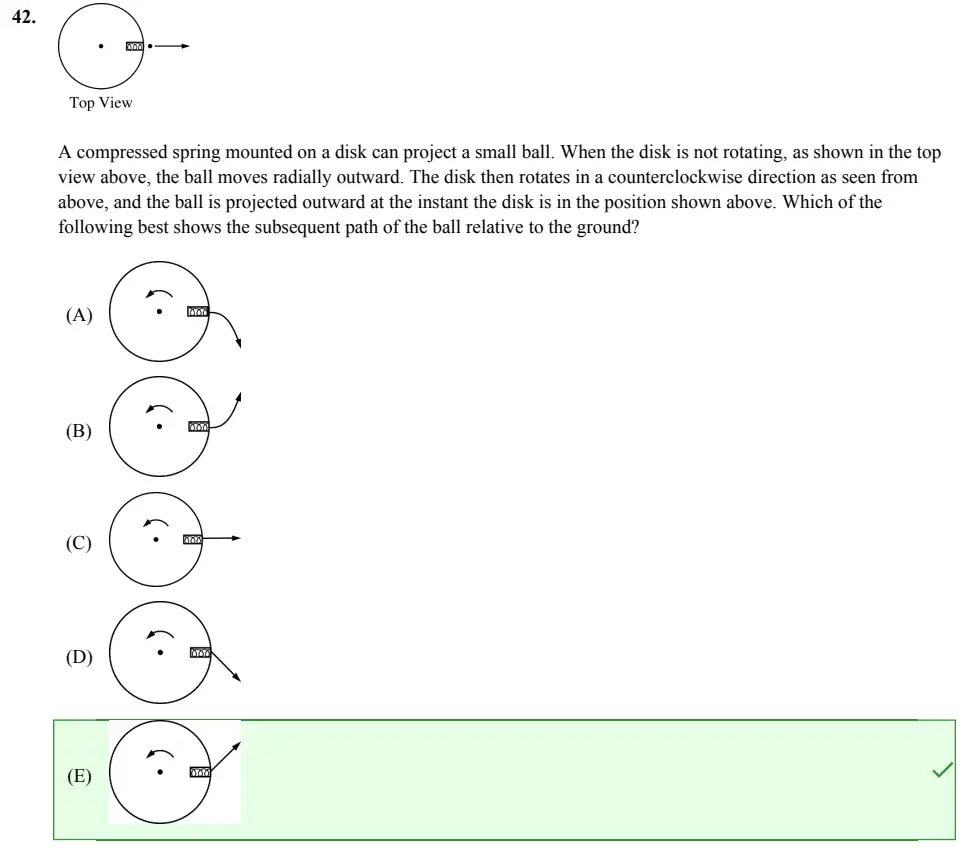 42.
Top View
A compressed spring mounted on a disk can project a small ball. When the disk is not rotating, as shown in the top
view above, the ball moves radially outward. The disk then rotates in a counterclockwise direction as seen from
above, and the ball is projected outward at the instant the disk is in the position shown above. Which of the
following best shows the subsequent path of the ball relative to the ground?
(A)
(B)
(C)
(D)
(E)